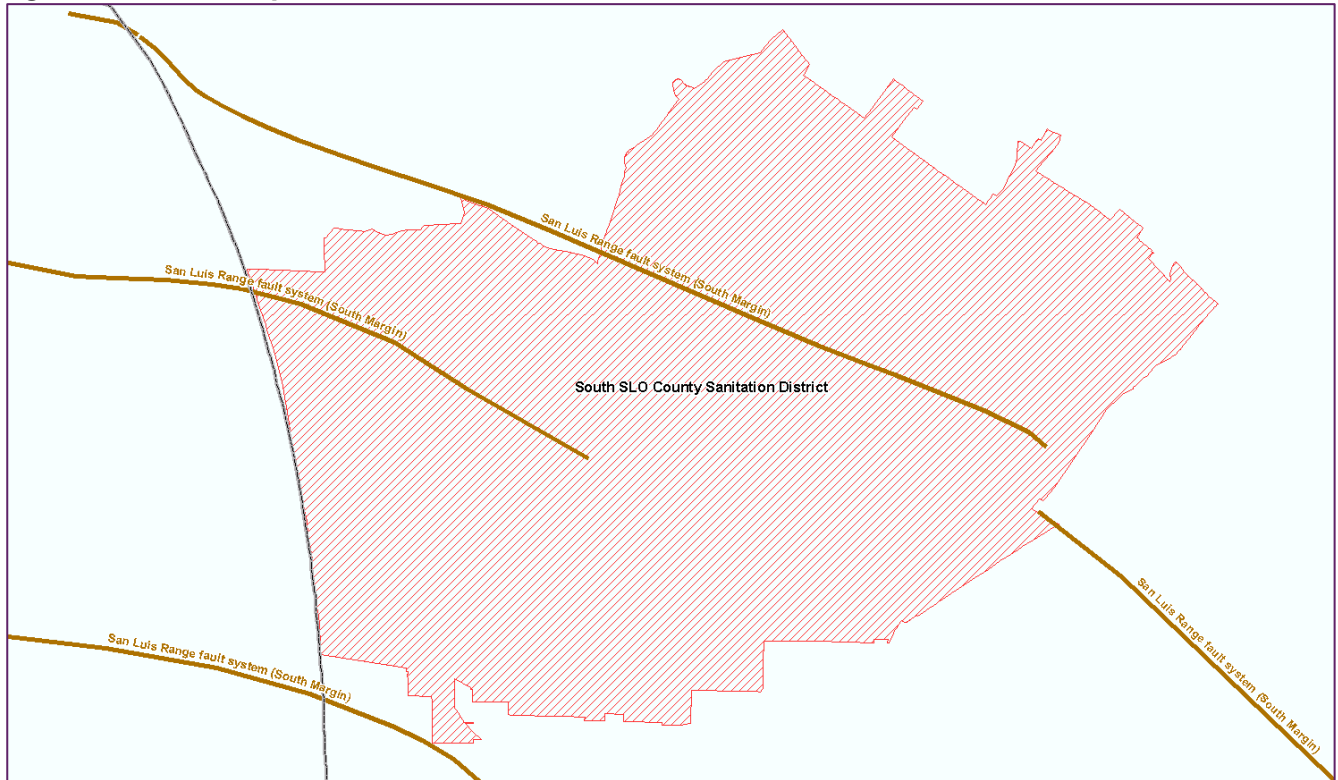 San Luis Range fault system (South Margin)
San Luis Range fault system (South Margin)
South SLO County Sanitation District
San Luis Range fault system (South Margin)
San Luis Range fault system (South Margin)